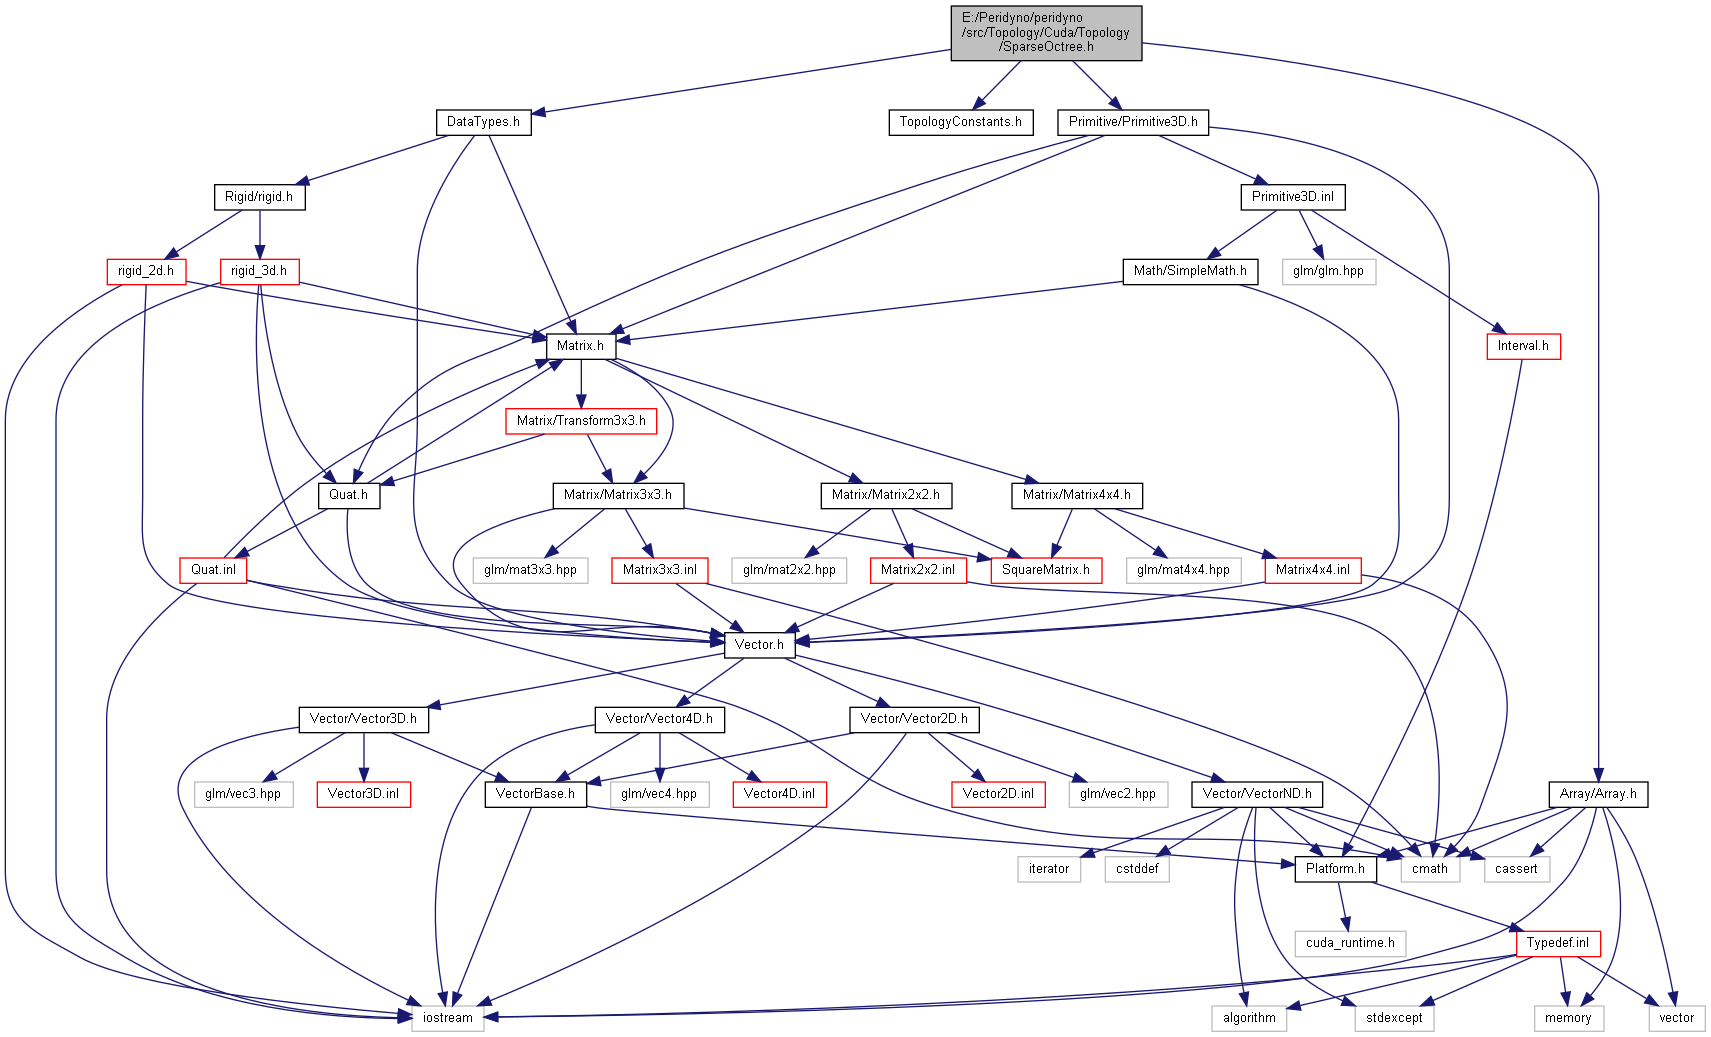 E:/Peridyno/peridyno
/src/Topology/Cuda/Topology
/SparseOctree.h
DataTypes.h
TopologyConstants.h
Primitive/Primitive3D.h
Rigid/rigid.h
Primitive3D.inl
rigid_2d.h
rigid_3d.h
Math/SimpleMath.h
glm/glm.hpp
Matrix.h
Interval.h
Matrix/Transform3x3.h
Quat.h
Matrix/Matrix3x3.h
Matrix/Matrix2x2.h
Matrix/Matrix4x4.h
Quat.inl
glm/mat3x3.hpp
Matrix3x3.inl
glm/mat2x2.hpp
Matrix2x2.inl
SquareMatrix.h
glm/mat4x4.hpp
Matrix4x4.inl
Vector.h
Vector/Vector3D.h
Vector/Vector4D.h
Vector/Vector2D.h
glm/vec3.hpp
Vector3D.inl
VectorBase.h
glm/vec4.hpp
Vector4D.inl
Vector2D.inl
glm/vec2.hpp
Vector/VectorND.h
Array/Array.h
iterator
cstddef
Platform.h
cmath
cassert
cuda_runtime.h
Typedef.inl
iostream
algorithm
stdexcept
memory
vector